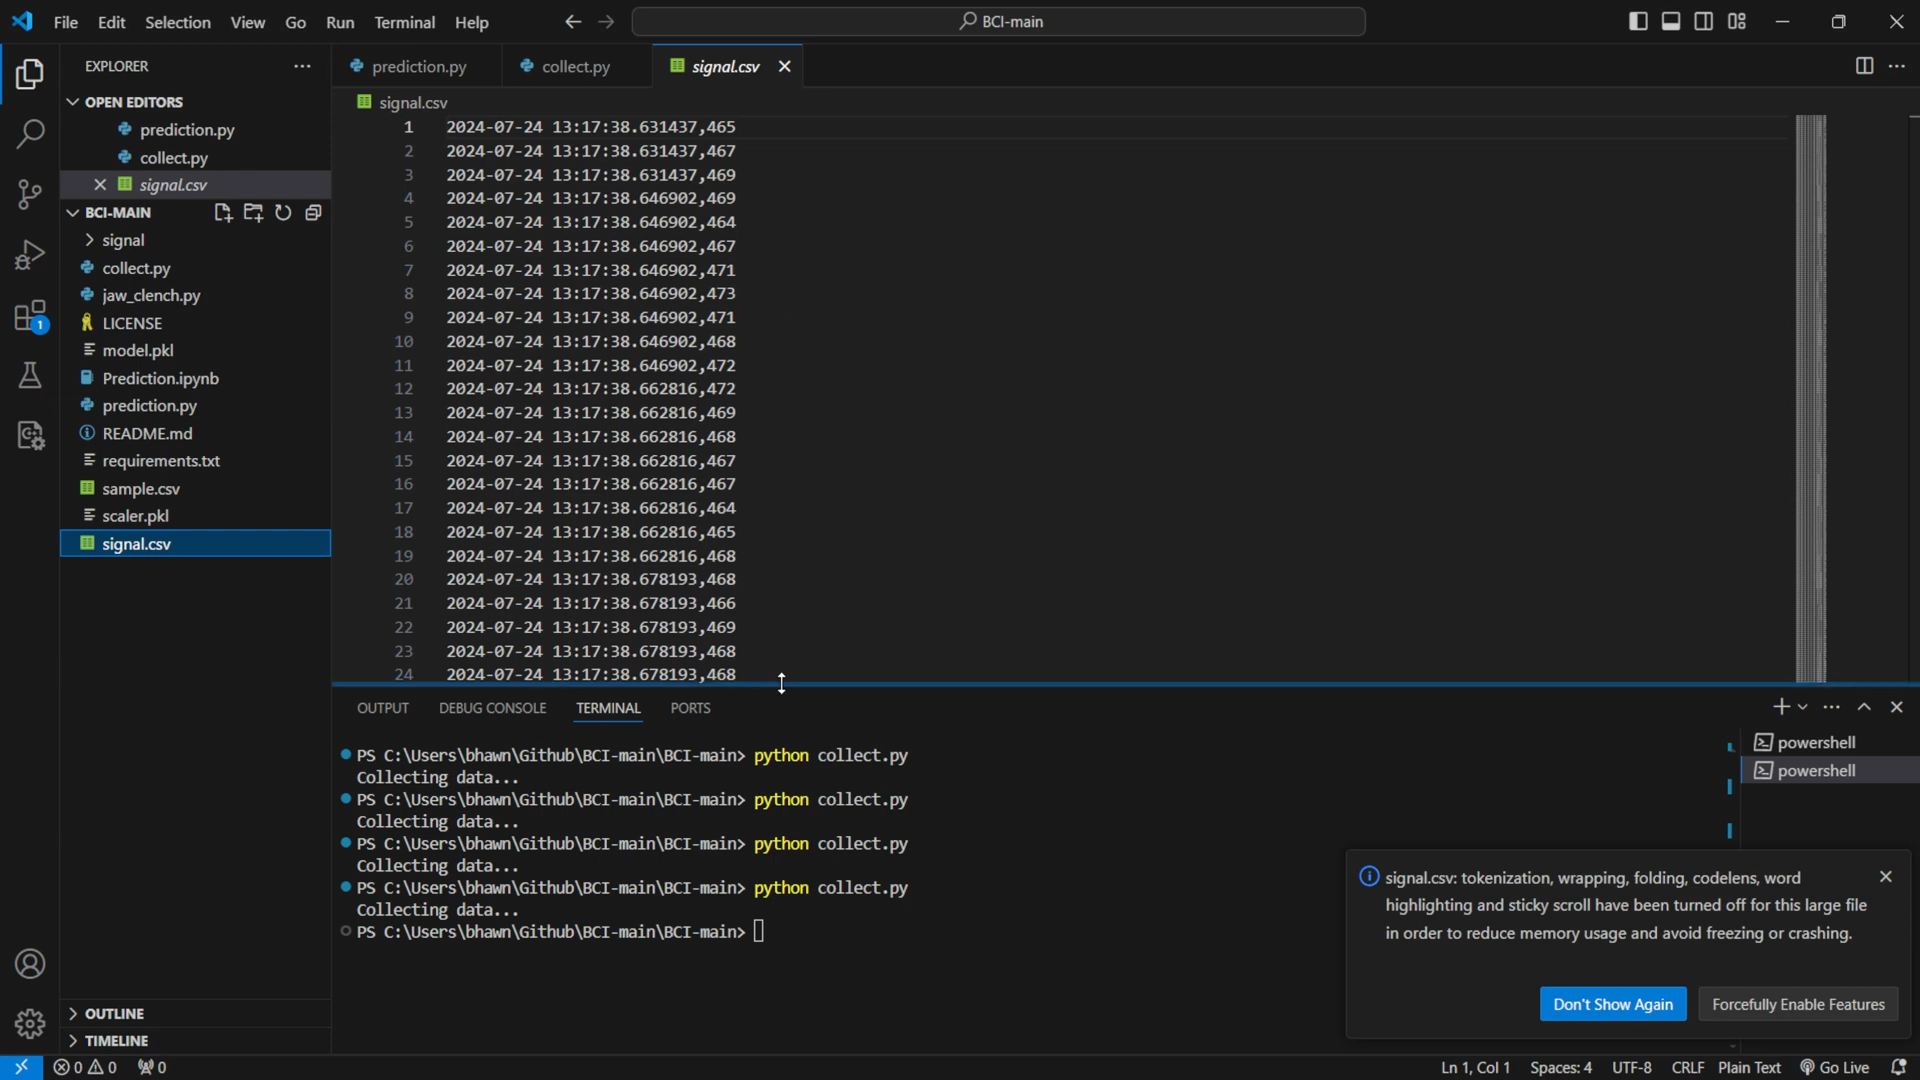 File Edit Selection View Go Run Terminal Help
BCI-main
EXPLORER
OPEN EDITORS
prediction.py
collect.py
signal.csv
BCI-MAIN
signal
collect.py
jaw_clench.py
LICENSE
model.pkl
Prediction.ipynb
prediction.py
README.md
requirements.txt
sample.csv
scaler.pkl
signal.csv
OUTLINE
TIMELINE
1
prediction.py collect.py signal.csv
signal.csv
1 2024-07-24 13:17:38.631437,465
2 2024-07-24 13:17:38.631437,467
3 2024-07-24 13:17:38.631437,469
4 2024-07-24 13:17:38.646902,469
5 2024-07-24 13:17:38.646902,464
6 2024-07-24 13:17:38.646902,467
7 2024-07-24 13:17:38.646902,471
8 2024-07-24 13:17:38.646902,473
9 2024-07-24 13:17:38.646902,471
10 2024-07-24 13:17:38.646902,468
11 2024-07-24 13:17:38.646902,472
12 2024-07-24 13:17:38.662816,472
13 2024-07-24 13:17:38.662816,469
14 2024-07-24 13:17:38.662816,468
15 2024-07-24 13:17:38.662816,467
16 2024-07-24 13:17:38.662816,467
17 2024-07-24 13:17:38.662816,464
18 2024-07-24 13:17:38.662816,465
19 2024-07-24 13:17:38.662816,468
20 2024-07-24 13:17:38.678193,468
21 2024-07-24 13:17:38.678193,466
22 2024-07-24 13:17:38.678193,469
23 2024-07-24 13:17:38.678193,468
24 2024-07-24 13:17:38.678193,468
OUTPUT DEBUG CONSOLE TERMINAL PORTS
PS C:\Users\bhawn\Github\BCI-main\BCI-main> python collect.py
Collecting data...
PS C:\Users\bhawn\Github\BCI-main\BCI-main> python collect.py
Collecting data...
PS C:\Users\bhawn\Github\BCI-main\BCI-main> python collect.py
Collecting data...
PS C:\Users\bhawn\Github\BCI-main\BCI-main> python collect.py
Collecting data...
PS C:\Users\bhawn\Github\BCI-main\BCI-main>
powershell
powershell
signal.csv: tokenization, wrapping, folding, codelens, word
highlighting and sticky scroll have been turned off for this large file
in order to reduce memory usage and avoid freezing or crashing.
Don't Show Again Forcefully Enable Features
0 0 0 Ln 1, Col 1 Spaces: 4 UTF-8 CRLF Plain Text Go Live